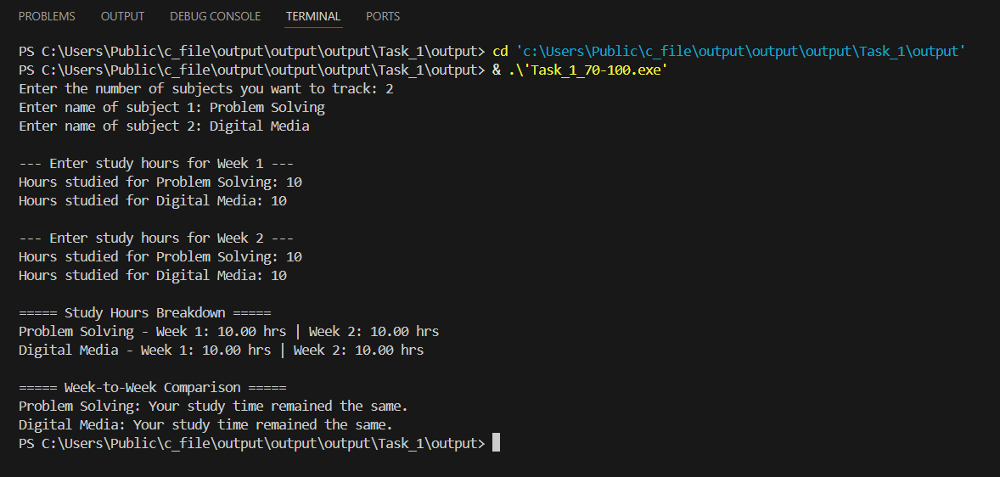 PROBLEMS OUTPUT DEBUG CONSOLE TERMINAL PORTS
PS C:\Users\Public\c_file\output\output\output\Task_1\output> cd 'c:\Users\Public\c_file\output\output\output\Task_1\output'
PS C:\Users\Public\c_file\output\output\output\Task_1\output> & .\'Task_1_70-100.exe'
Enter the number of subjects you want to track: 2
Enter name of subject 1: Problem Solving
Enter name of subject 2: Digital Media

--- Enter study hours for Week 1 ---
Hours studied for Problem Solving: 10
Hours studied for Digital Media: 10

--- Enter study hours for Week 2 ---
Hours studied for Problem Solving: 10
Hours studied for Digital Media: 10

===== Study Hours Breakdown =====
Problem Solving - Week 1: 10.00 hrs | Week 2: 10.00 hrs
Digital Media - Week 1: 10.00 hrs | Week 2: 10.00 hrs

===== Week-to-Week Comparison =====
Problem Solving: Your study time remained the same.
Digital Media: Your study time remained the same.
PS C:\Users\Public\c_file\output\output\output\Task_1\output>